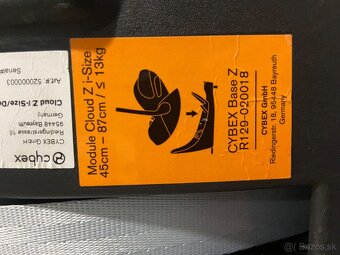 Module Cloud Z i-Size
45cm – 87cm / ≤ 13kg
CYBEX Base Z
R129-020018
CYBEX GmbH
Riedingerstr. 18, 95448 Bayreuth
Germany
cybex
CYBEX GmbH
Riedingerstrasse 18
95448 Bayreuth
Germany
Cloud Z i-Size/
Art.#: 520000003
Serial#
Bazos.sk